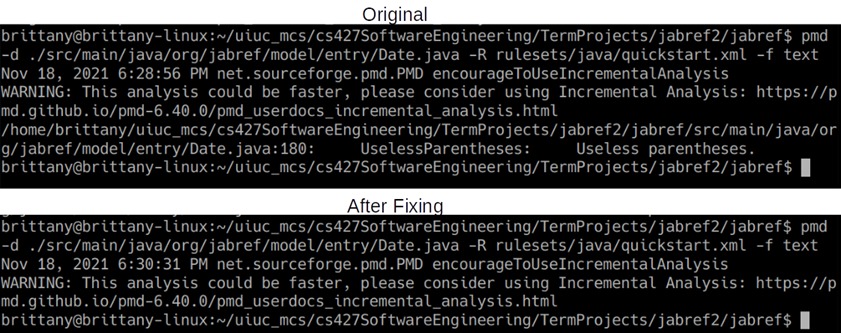 Original
brittany@brittany-linux:~/uiuc_mcs/cs427SoftwareEngineering/TermProjects/jabref2/jabref$ pmd
-d ./src/main/java/org/jabref/model/entry/Date.java -R rulesets/java/quickstart.xml -f text
Nov 18, 2021 6:28:56 PM net.sourceforge.pmd.PMD encourageToUseIncrementalAnalysis
WARNING: This analysis could be faster, please consider using Incremental Analysis: https://p
md.github.io/pmd-6.40.0/pmd_userdocs_incremental_analysis.html
/home/brittany/uiuc_mcs/cs427SoftwareEngineering/TermProjects/jabref2/jabref/src/main/java/or
g/jabref/model/entry/Date.java:180: UselessParentheses: Useless parentheses.
brittany@brittany-linux:~/uiuc_mcs/cs427SoftwareEngineering/TermProjects/jabref2/jabref$
After Fixing
brittany@brittany-linux:~/uiuc_mcs/cs427SoftwareEngineering/TermProjects/jabref2/jabref$ pmd
-d ./src/main/java/org/jabref/model/entry/Date.java -R rulesets/java/quickstart.xml -f text
Nov 18, 2021 6:30:31 PM net.sourceforge.pmd.PMD encourageToUseIncrementalAnalysis
WARNING: This analysis could be faster, please consider using Incremental Analysis: https://p
md.github.io/pmd-6.40.0/pmd_userdocs_incremental_analysis.html
brittany@brittany-linux:~/uiuc_mcs/cs427SoftwareEngineering/TermProjects/jabref2/jabref$